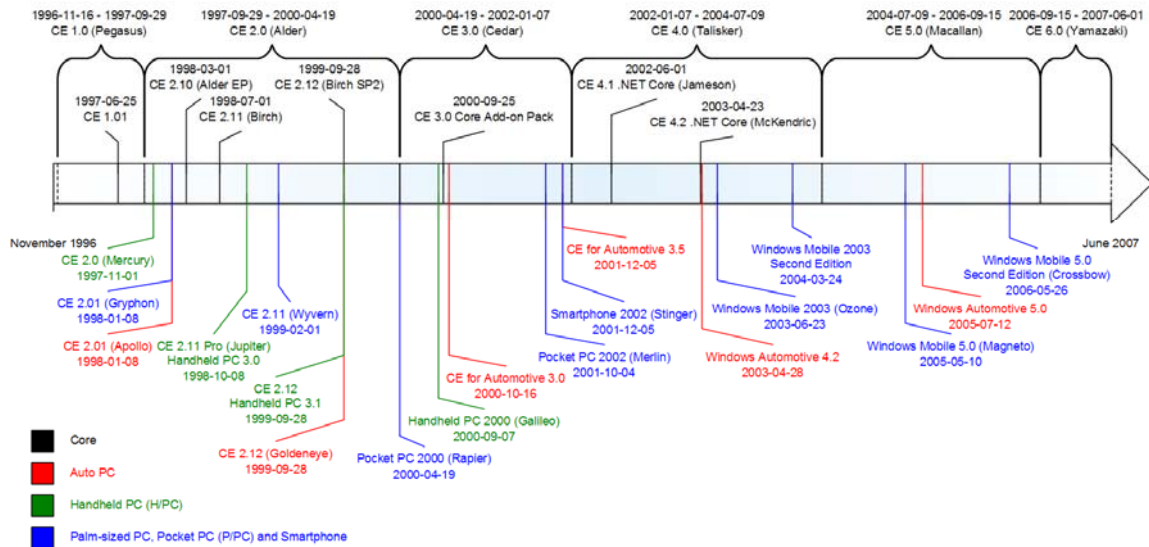 1996-11-16 - 1997-09-29
CE 1.0 (Pegasus)
1997-09-29 - 2000-04-19
CE 2.0 (Alder)
2000-04-19 - 2002-01-07
CE 3.0 (Cedar)
2002-01-07 - 2004-07-09
CE 4.0 (Talisker)
2004-07-09 - 2006-09-15
CE 5.0 (Macallan)
2006-09-15 - 2007-06-01
CE 6.0 (Yamazaki)
1997-06-25
CE 1.01
1998-03-01
CE 2.10 (Alder EP)
1998-07-01
CE 2.11 (Birch)
1999-09-28
CE 2.12 (Birch SP2)
2000-09-25
CE 3.0 Core Add-on Pack
2002-06-01
CE 4.1 .NET Core (Jameson)
2003-04-23
CE 4.2 .NET Core (McKendric)
November 1996
June 2007
CE 2.0 (Mercury)
1997-11-01
CE 2.01 (Gryphon)
1998-01-08
CE 2.01 (Apollo)
1998-01-08
CE 2.11 Pro (Jupiter)
Handheld PC 3.0
1998-10-08
CE 2.11 (Wyvern)
1999-02-01
CE 2.12
Handheld PC 3.1
1999-09-28
CE 2.12 (Goldeneye)
1999-09-28
Pocket PC 2000 (Rapier)
2000-04-19
Handheld PC 2000 (Galileo)
2000-09-07
CE for Automotive 3.0
2000-10-16
Pocket PC 2002 (Merlin)
2001-10-04
Smartphone 2002 (Stinger)
2001-12-05
CE for Automotive 3.5
2001-12-05
Windows Automotive 4.2
2003-04-28
Windows Mobile 2003 (Ozone)
2003-06-23
Windows Mobile 2003
Second Edition
2004-03-24
Windows Mobile 5.0 (Magneto)
2005-05-10
Windows Automotive 5.0
2005-07-12
Windows Mobile 5.0
Second Edition (Crossbow)
2006-05-26
Core
Auto PC
Handheld PC (H/PC)
Palm-sized PC, Pocket PC (P/PC) and Smartphone